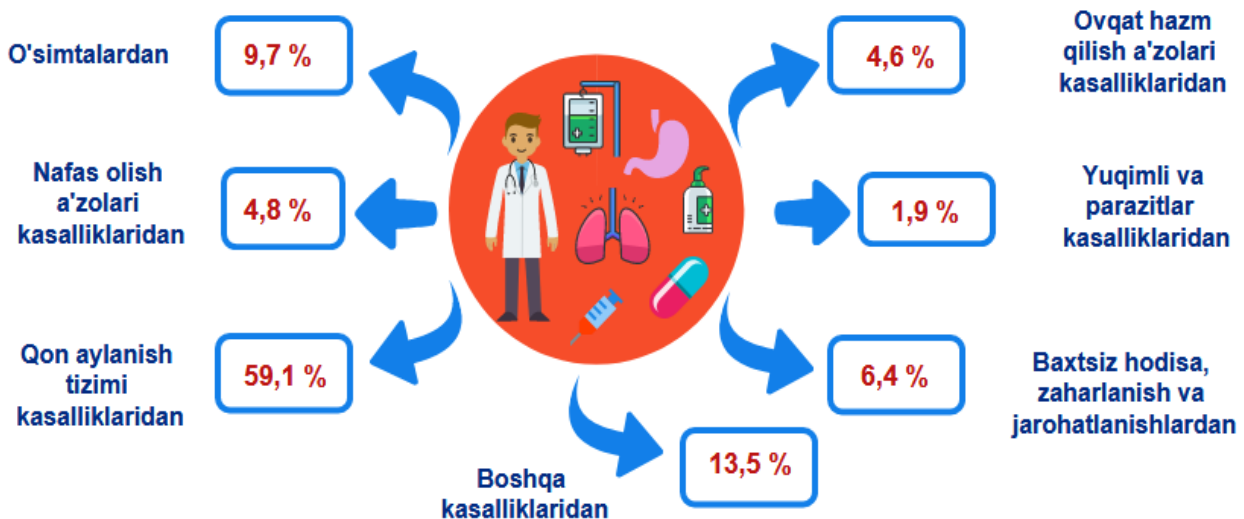 O'simtalardan
9,7 %
Nafas olish
a'zolari
kasalliklaridan
4,8 %
Qon aylanish
tizimi
kasalliklaridan
59,1 %
Boshqa
kasalliklaridan
13,5 %
Ovqat hazm
qilish a'zolari
kasalliklaridan
4,6 %
Yuqimli va
parazitlar
kasalliklaridan
1,9 %
Baxtsiz hodisa,
zaharlanish va
jarohatlanishlardan
6,4 %